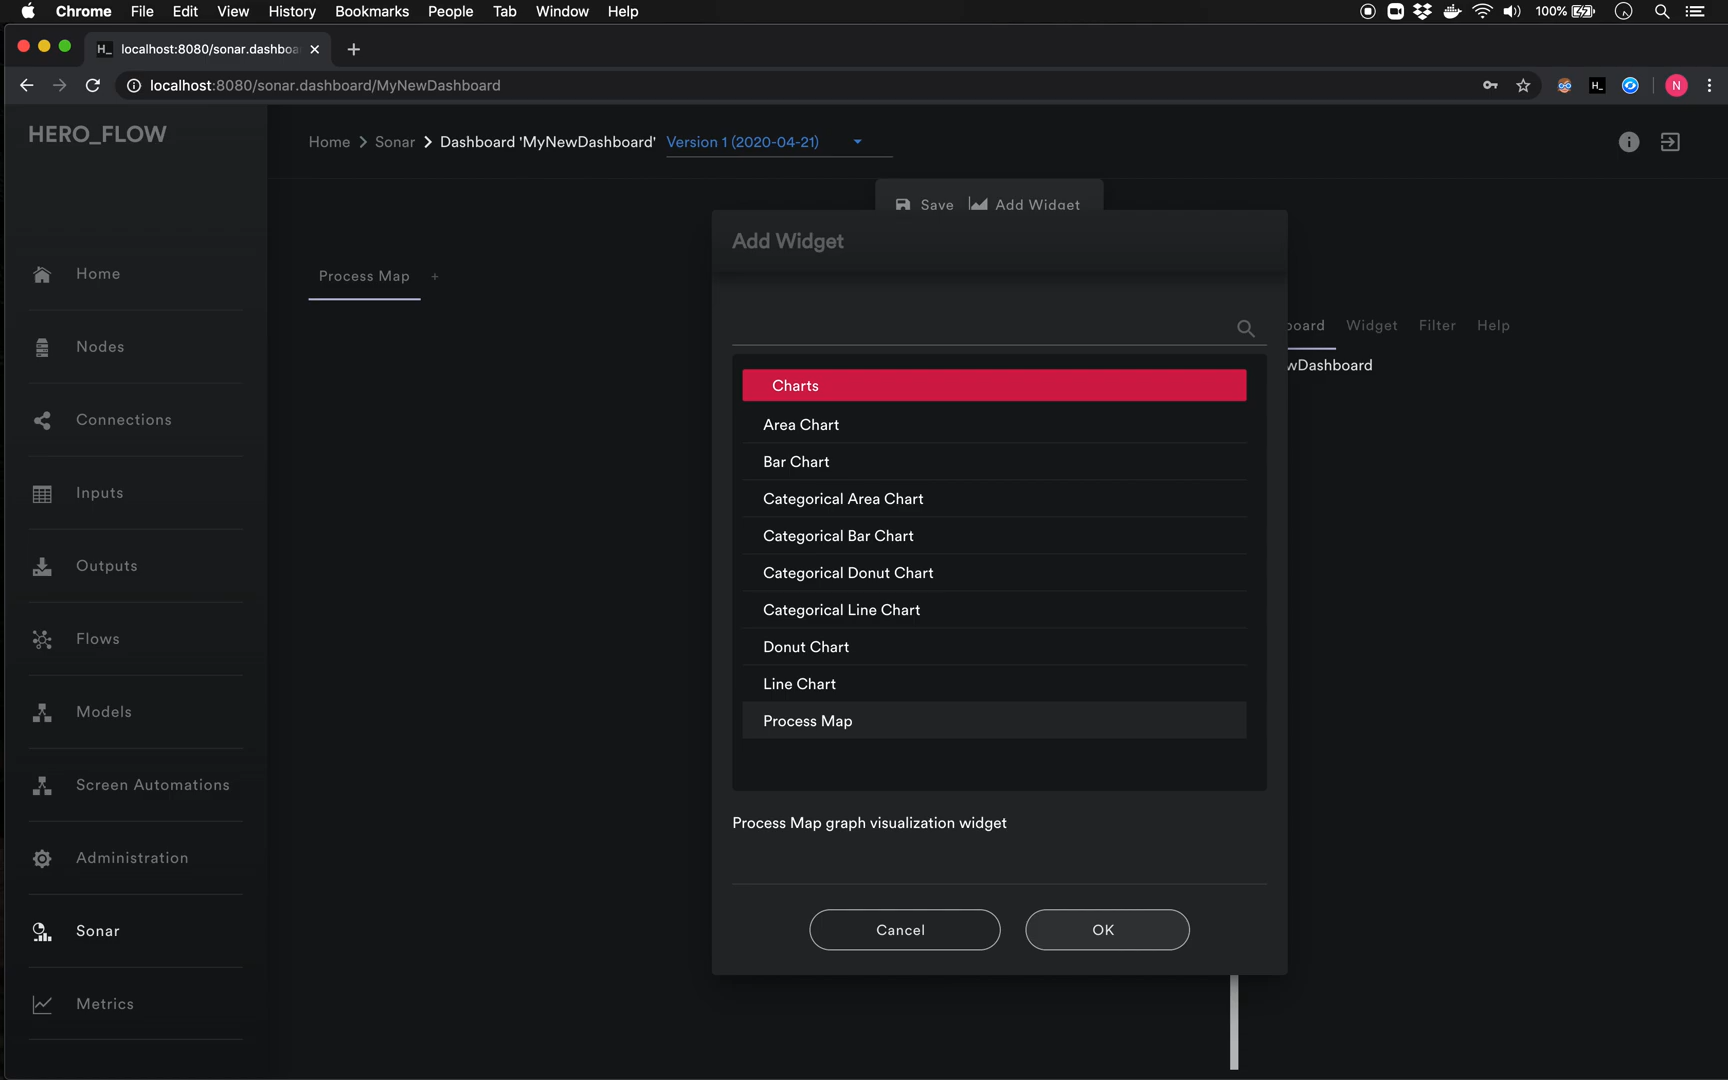 Chrome File Edit View History Bookmarks People Tab Window Help 100%
H_ localhost:8080/sonar.dashboa
localhost:8080/sonar.dashboard/MyNewDashboard H_ N
HERO_FLOW
Home Sonar Dashboard 'MyNewDashboard' Version 1 (2020-04-21)
Save Add Widget
Add Widget
Process Map +
board Widget Filter Help
wDashboard
Home
Nodes
Connections
Inputs
Outputs
Flows
Models
Screen Automations
Administration
Sonar
Metrics
Charts
Area Chart
Bar Chart
Categorical Area Chart
Categorical Bar Chart
Categorical Donut Chart
Categorical Line Chart
Donut Chart
Line Chart
Process Map
Process Map graph visualization widget
Cancel OK